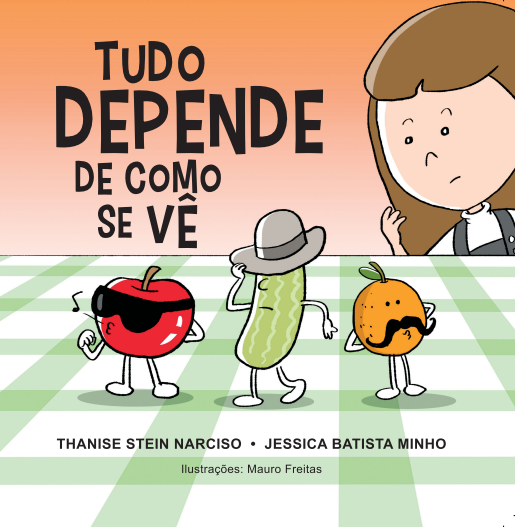 TUDO
DEPENDE
DE COMO
SE VÊ
THANISE STEIN NARCISO • JESSICA BATISTA MINHO
Ilustrações: Mauro Freitas